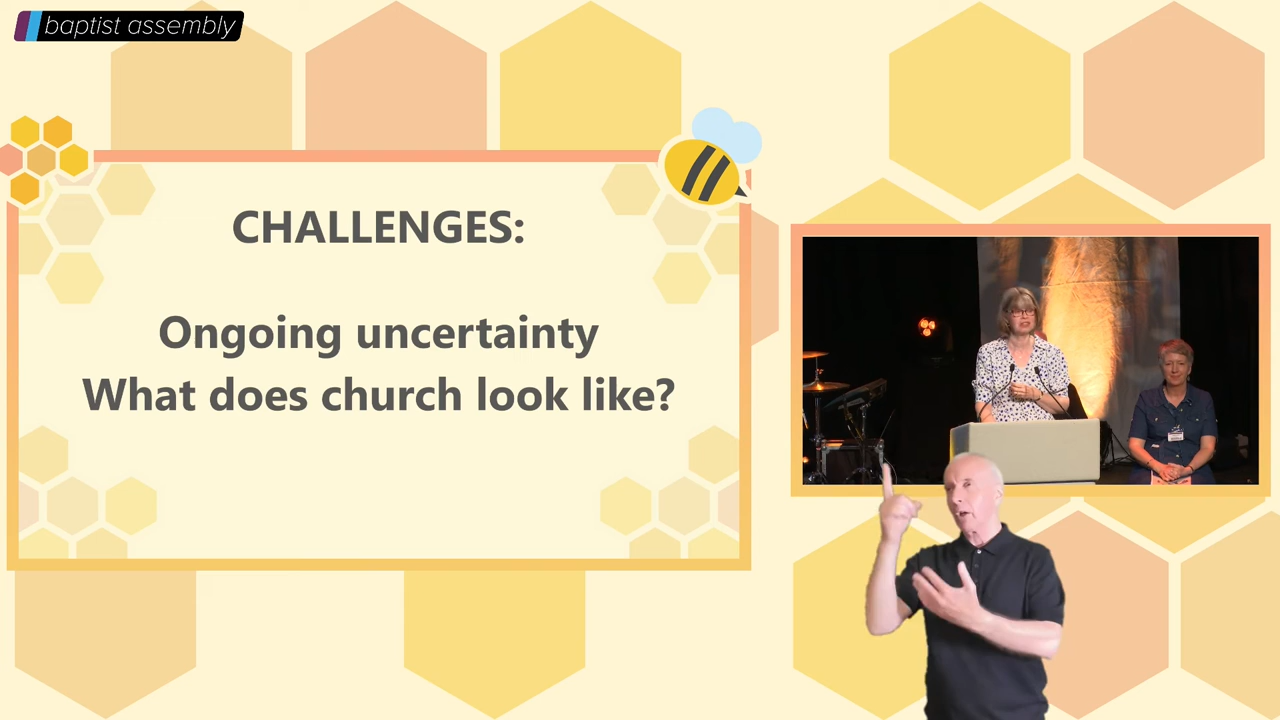 baptist assembly
CHALLENGES:
Ongoing uncertainty
What does church look like?